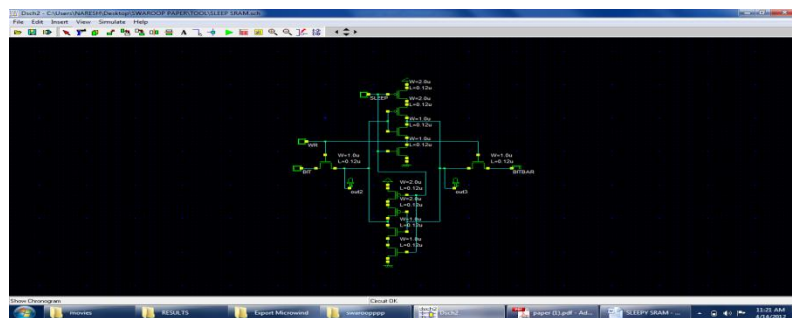 Dsch2 - C:\Users\NARESH\Desktop\SWAROOP PAPER\TOOL\SLEEP SRAM.sch
File Edit Insert View Simulate Help
W=2.0u
L=0.12u
SLEEP
W=2.0u
L=0.12u
W=1.0u
L=0.12u
W=1.0u
L=0.12u
WR
W=1.0u
L=0.12u
BIT
out2
W=1.0u
L=0.12u
BITBAR
out3
W=2.0u
L=0.12u
W=2.0u
L=0.12u
W=1.0u
L=0.12u
W=1.0u
L=0.12u
Show Chronogram
Circuit OK
movies
RESULTS
Export Microwind
swaroopppp
Dsch2
paper (1).pdf - Ad...
SLEEPY SRAM - ...
11:21 AM
4/14/2012